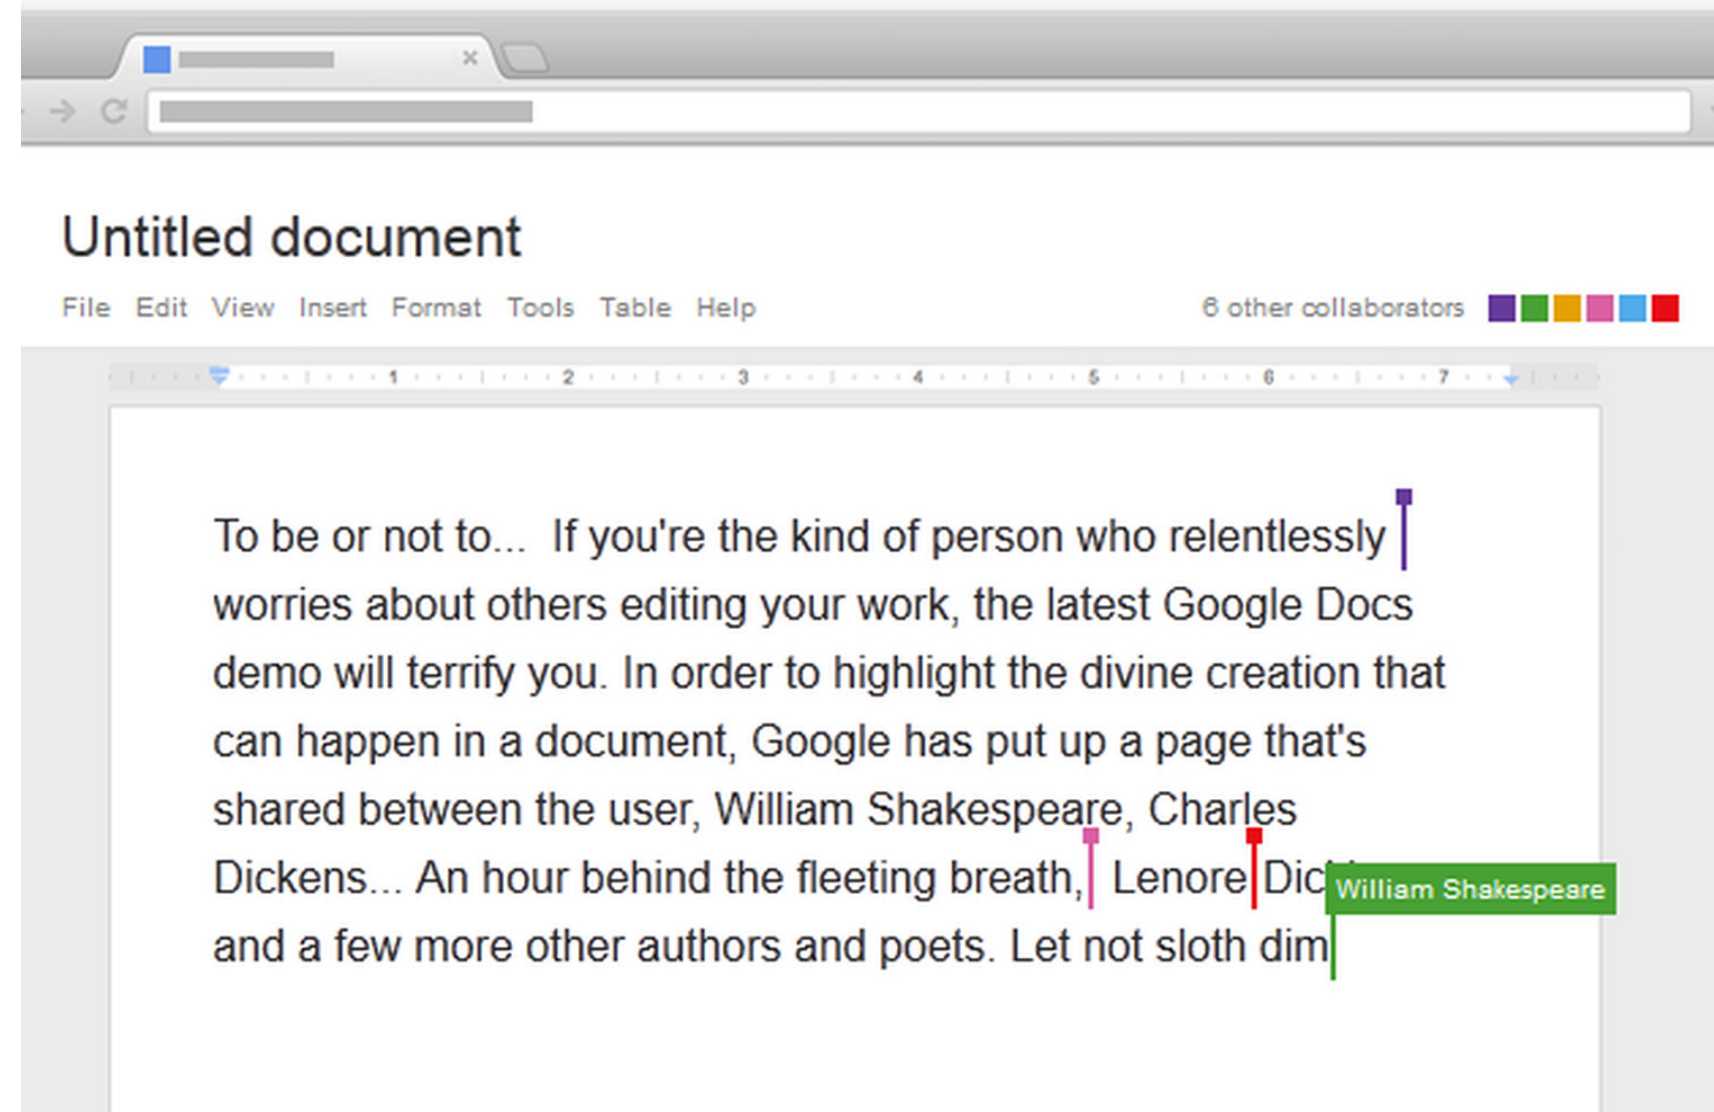 Untitled document
File Edit View Insert Format Tools Table Help
6 other collaborators
1 2 3 4 5 6 7
To be or not to...  If you're the kind of person who relentlessly
worries about others editing your work, the latest Google Docs
demo will terrify you. In order to highlight the divine creation that
can happen in a document, Google has put up a page that's
shared between the user, William Shakespeare, Charles
Dickens... An hour behind the fleeting breath,  Lenore
William Shakespeare
and a few more other authors and poets. Let not sloth dim